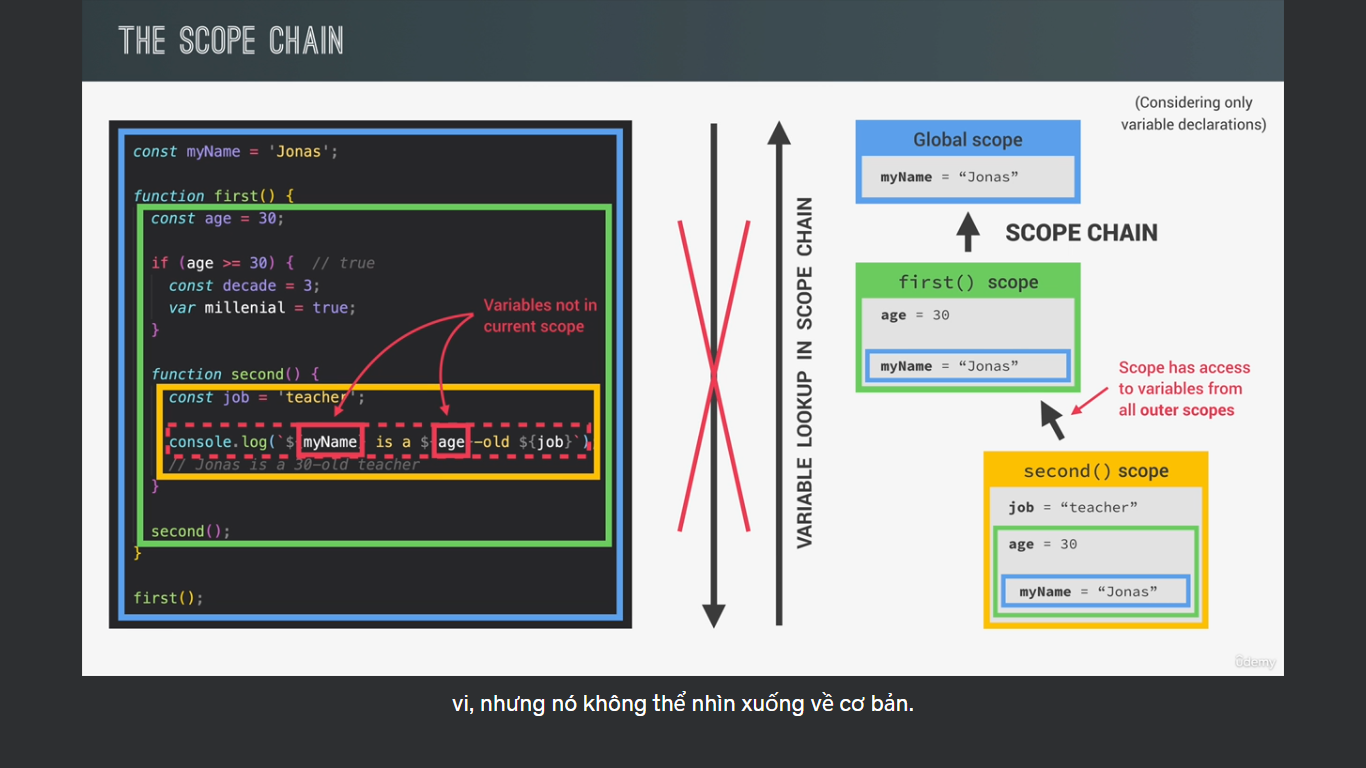 THE SCOPE CHAIN
const myName = 'Jonas';
function first() {
const age = 30;
if (age >= 30) { // true
const decade = 3;
var millenial = true;
}
Variables not in
current scope
function second() {
const job = 'teacher';
console.log(`${myName} is a ${age}-old ${job}`)
// Jonas is a 30-old teacher
}
second();
}
first();
VARIABLE LOOKUP IN SCOPE CHAIN
(Considering only
variable declarations)
Global scope
myName = “Jonas”
SCOPE CHAIN
first() scope
age = 30
myName = “Jonas”
Scope has access
to variables from
all outer scopes
second() scope
job = “teacher”
age = 30
myName = “Jonas”
ûdemy
vi, nhưng nó không thể nhìn xuống về cơ bản.